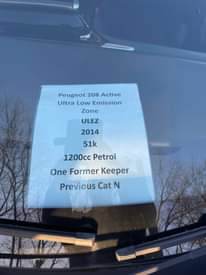 Peugeot 208 Active
Ultra Low Emission
Zone
ULEZ
2014
51k
1200cc Petrol
One Former Keeper
Previous Cat N